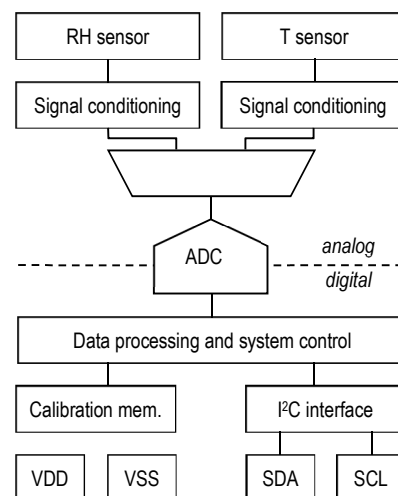 RH sensor
T sensor
Signal conditioning
Signal conditioning
ADC
analog
digital
Data processing and system control
Calibration mem.
I²C interface
VDD
VSS
SDA
SCL